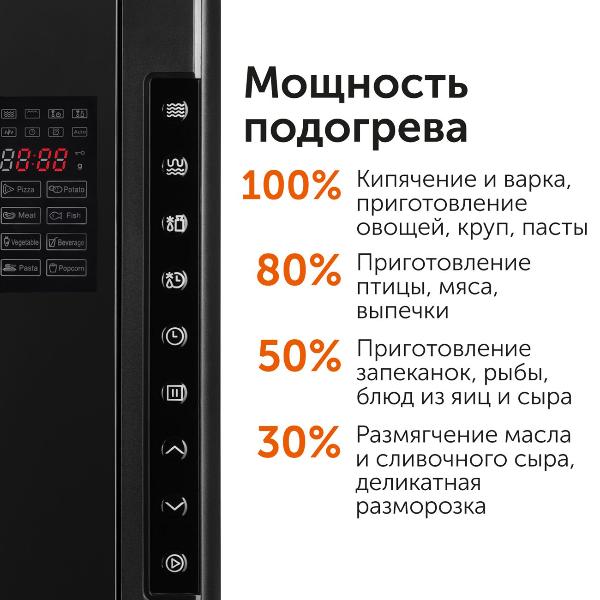 Мощность
подогрева
100% Кипячение и варка,
приготовление
овощей, круп, пасты
80% Приготовление
птицы, мяса,
выпечки
50% Приготовление
запеканок, рыбы,
блюд из яиц и сыра
30% Размягчение масла
и сливочного сыра,
деликатная
разморозка
Auto
88:88 g
Pizza Potato
Meat Fish
Vegetable Beverage
Pasta Popcorn